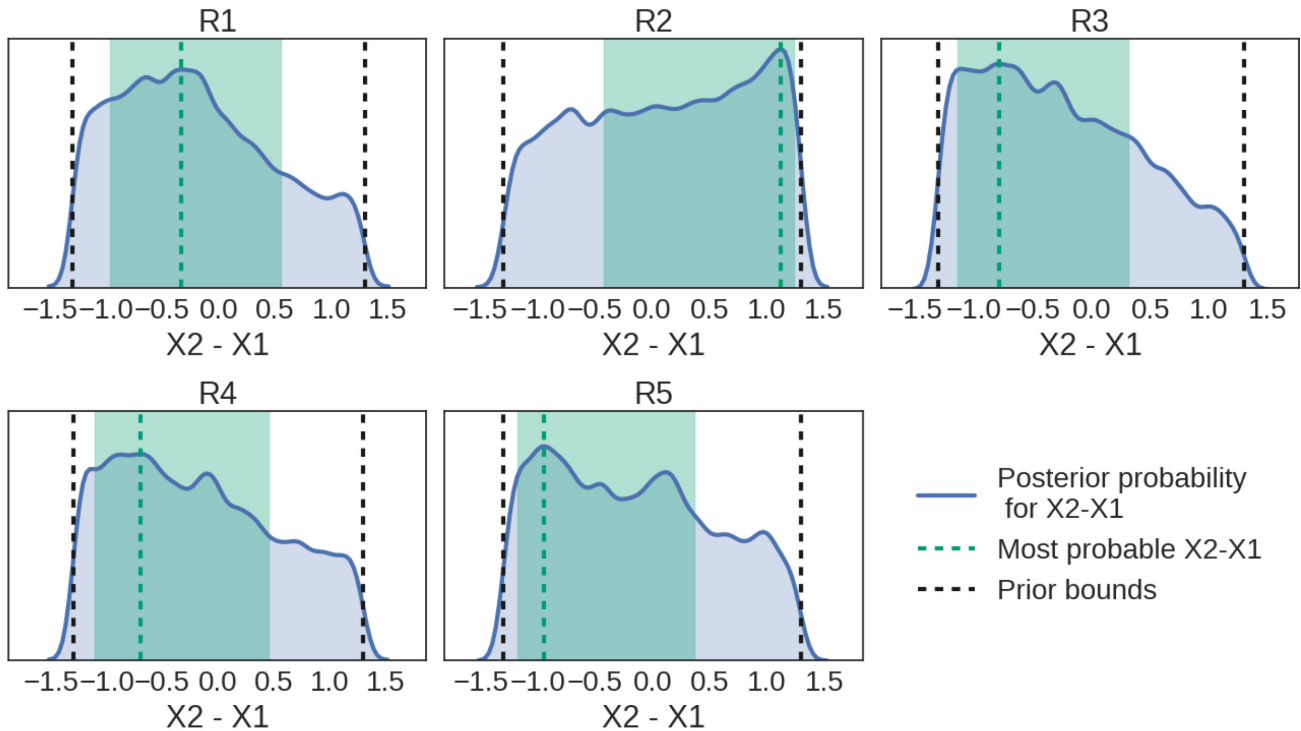 R1
R2
R3
−1.5 −1.0 −0.5 0.0 0.5 1.0 1.5
−1.5 −1.0 −0.5 0.0 0.5 1.0 1.5
−1.5 −1.0 −0.5 0.0 0.5 1.0 1.5
X2 - X1
X2 - X1
X2 - X1
R4
R5
−1.5 −1.0 −0.5 0.0 0.5 1.0 1.5
−1.5 −1.0 −0.5 0.0 0.5 1.0 1.5
X2 - X1
X2 - X1
Posterior probability
for X2-X1
Most probable X2-X1
Prior bounds